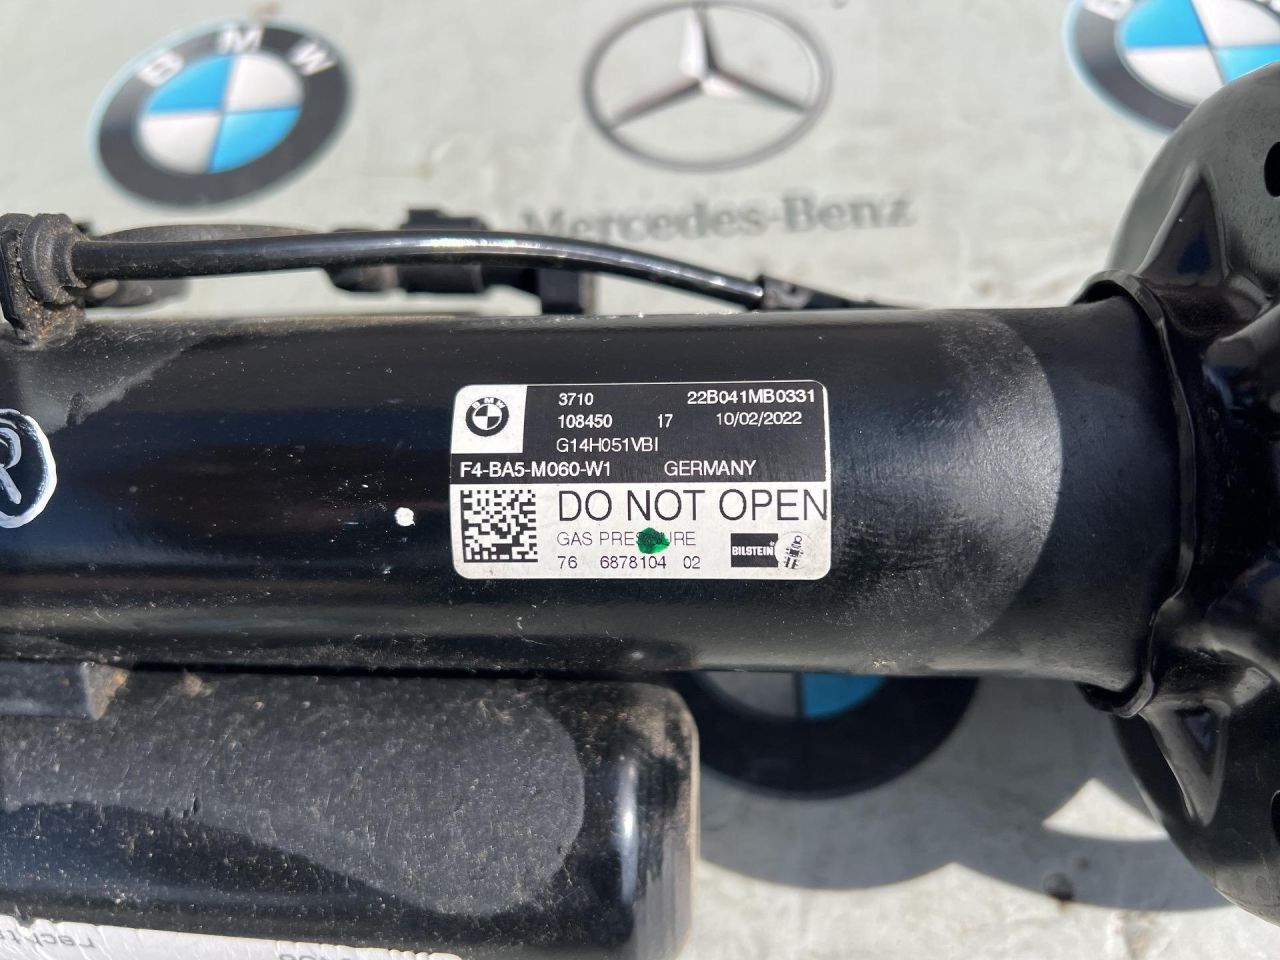 BMW
Mercedes-Benz
R
BMW
3710 22B041MB0331
108450 17 10/02/2022
G14H051VBI
F4-BA5-M060-W1 GERMANY
DO NOT OPEN
GAS PRESSURE
76 6878104 02
BILSTEIN